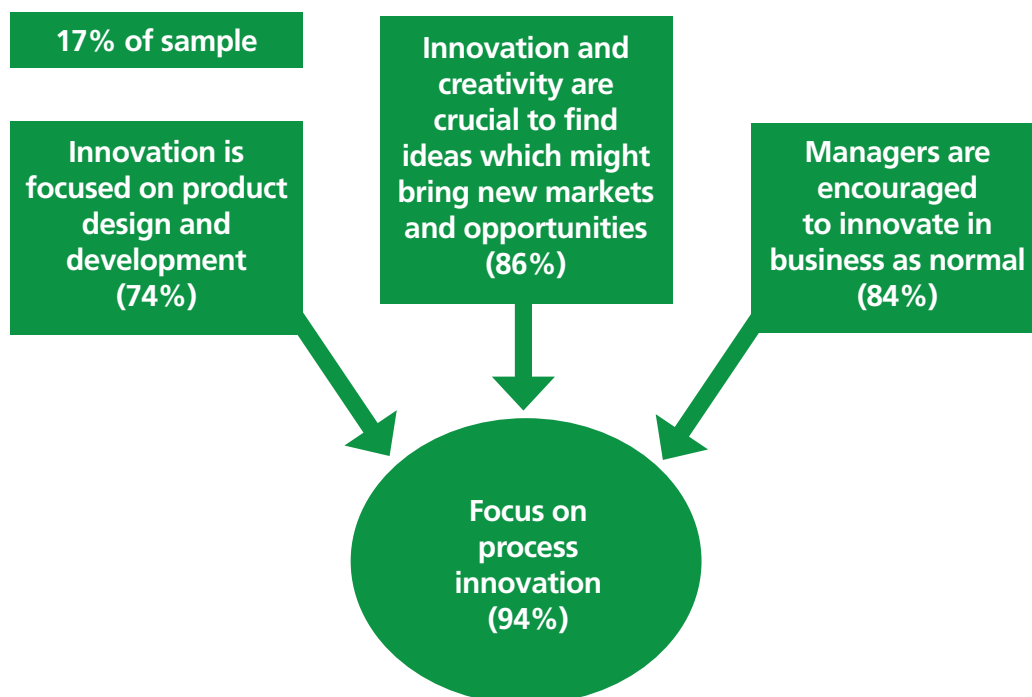 17% of sample
Innovation is
focused on product
design and
development
(74%)
Innovation and
creativity are
crucial to find
ideas which might
bring new markets
and opportunities
(86%)
Managers are
encouraged
to innovate in
business as normal
(84%)
Focus on
process
innovation
(94%)